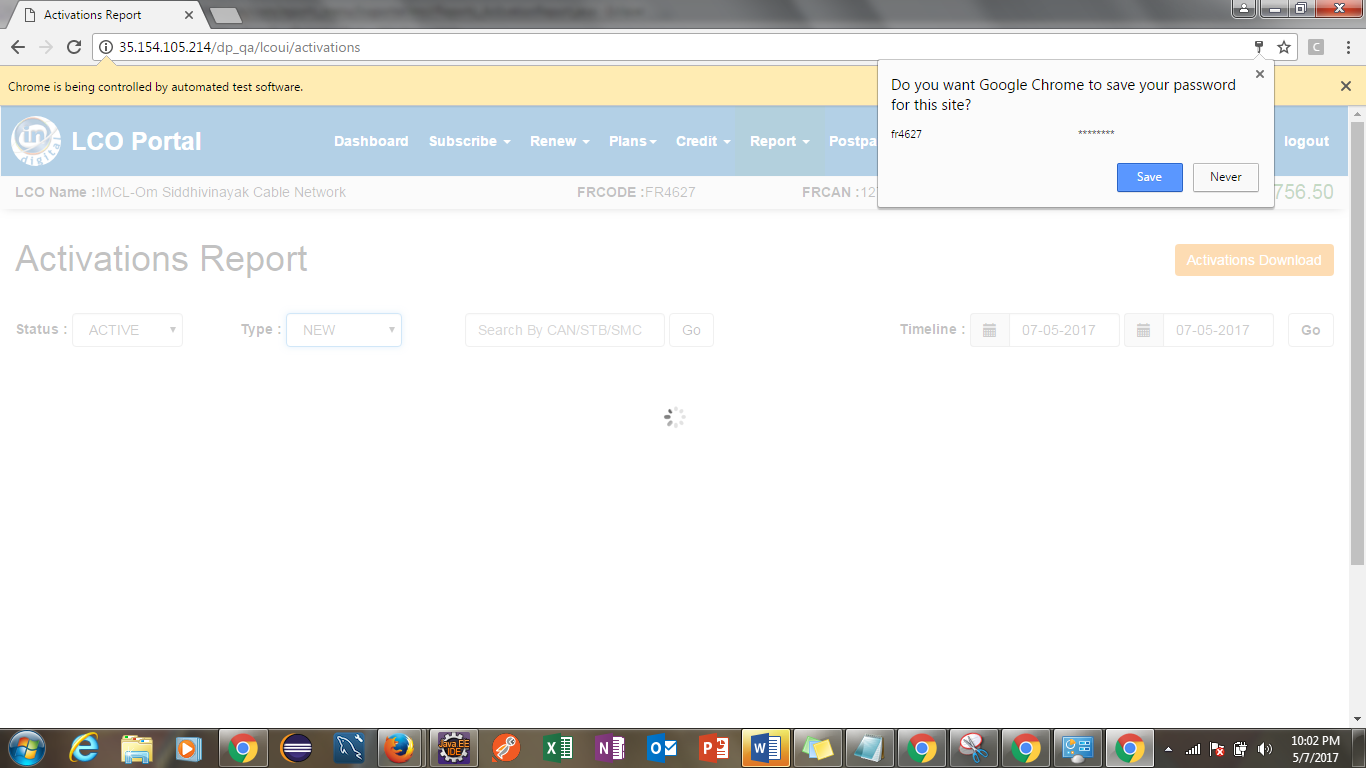 Activations Report
35.154.105.214/dp_qa/lcoui/activations
C
Chrome is being controlled by automated test software.
Do you want Google Chrome to save your password
for this site?
fr4627 ********
Save Never
in digital LCO Portal Dashboard Subscribe Renew Plans Credit Report Postpa logout
LCO Name :IMCL-Om Siddhivinayak Cable Network FRCODE :FR4627 FRCAN :12 756.50
Activations Report Activations Download
Status : ACTIVE Type : NEW Search By CAN/STB/SMC Go Timeline : 07-05-2017 07-05-2017 Go
Java EE
IDE
10:02 PM
5/7/2017